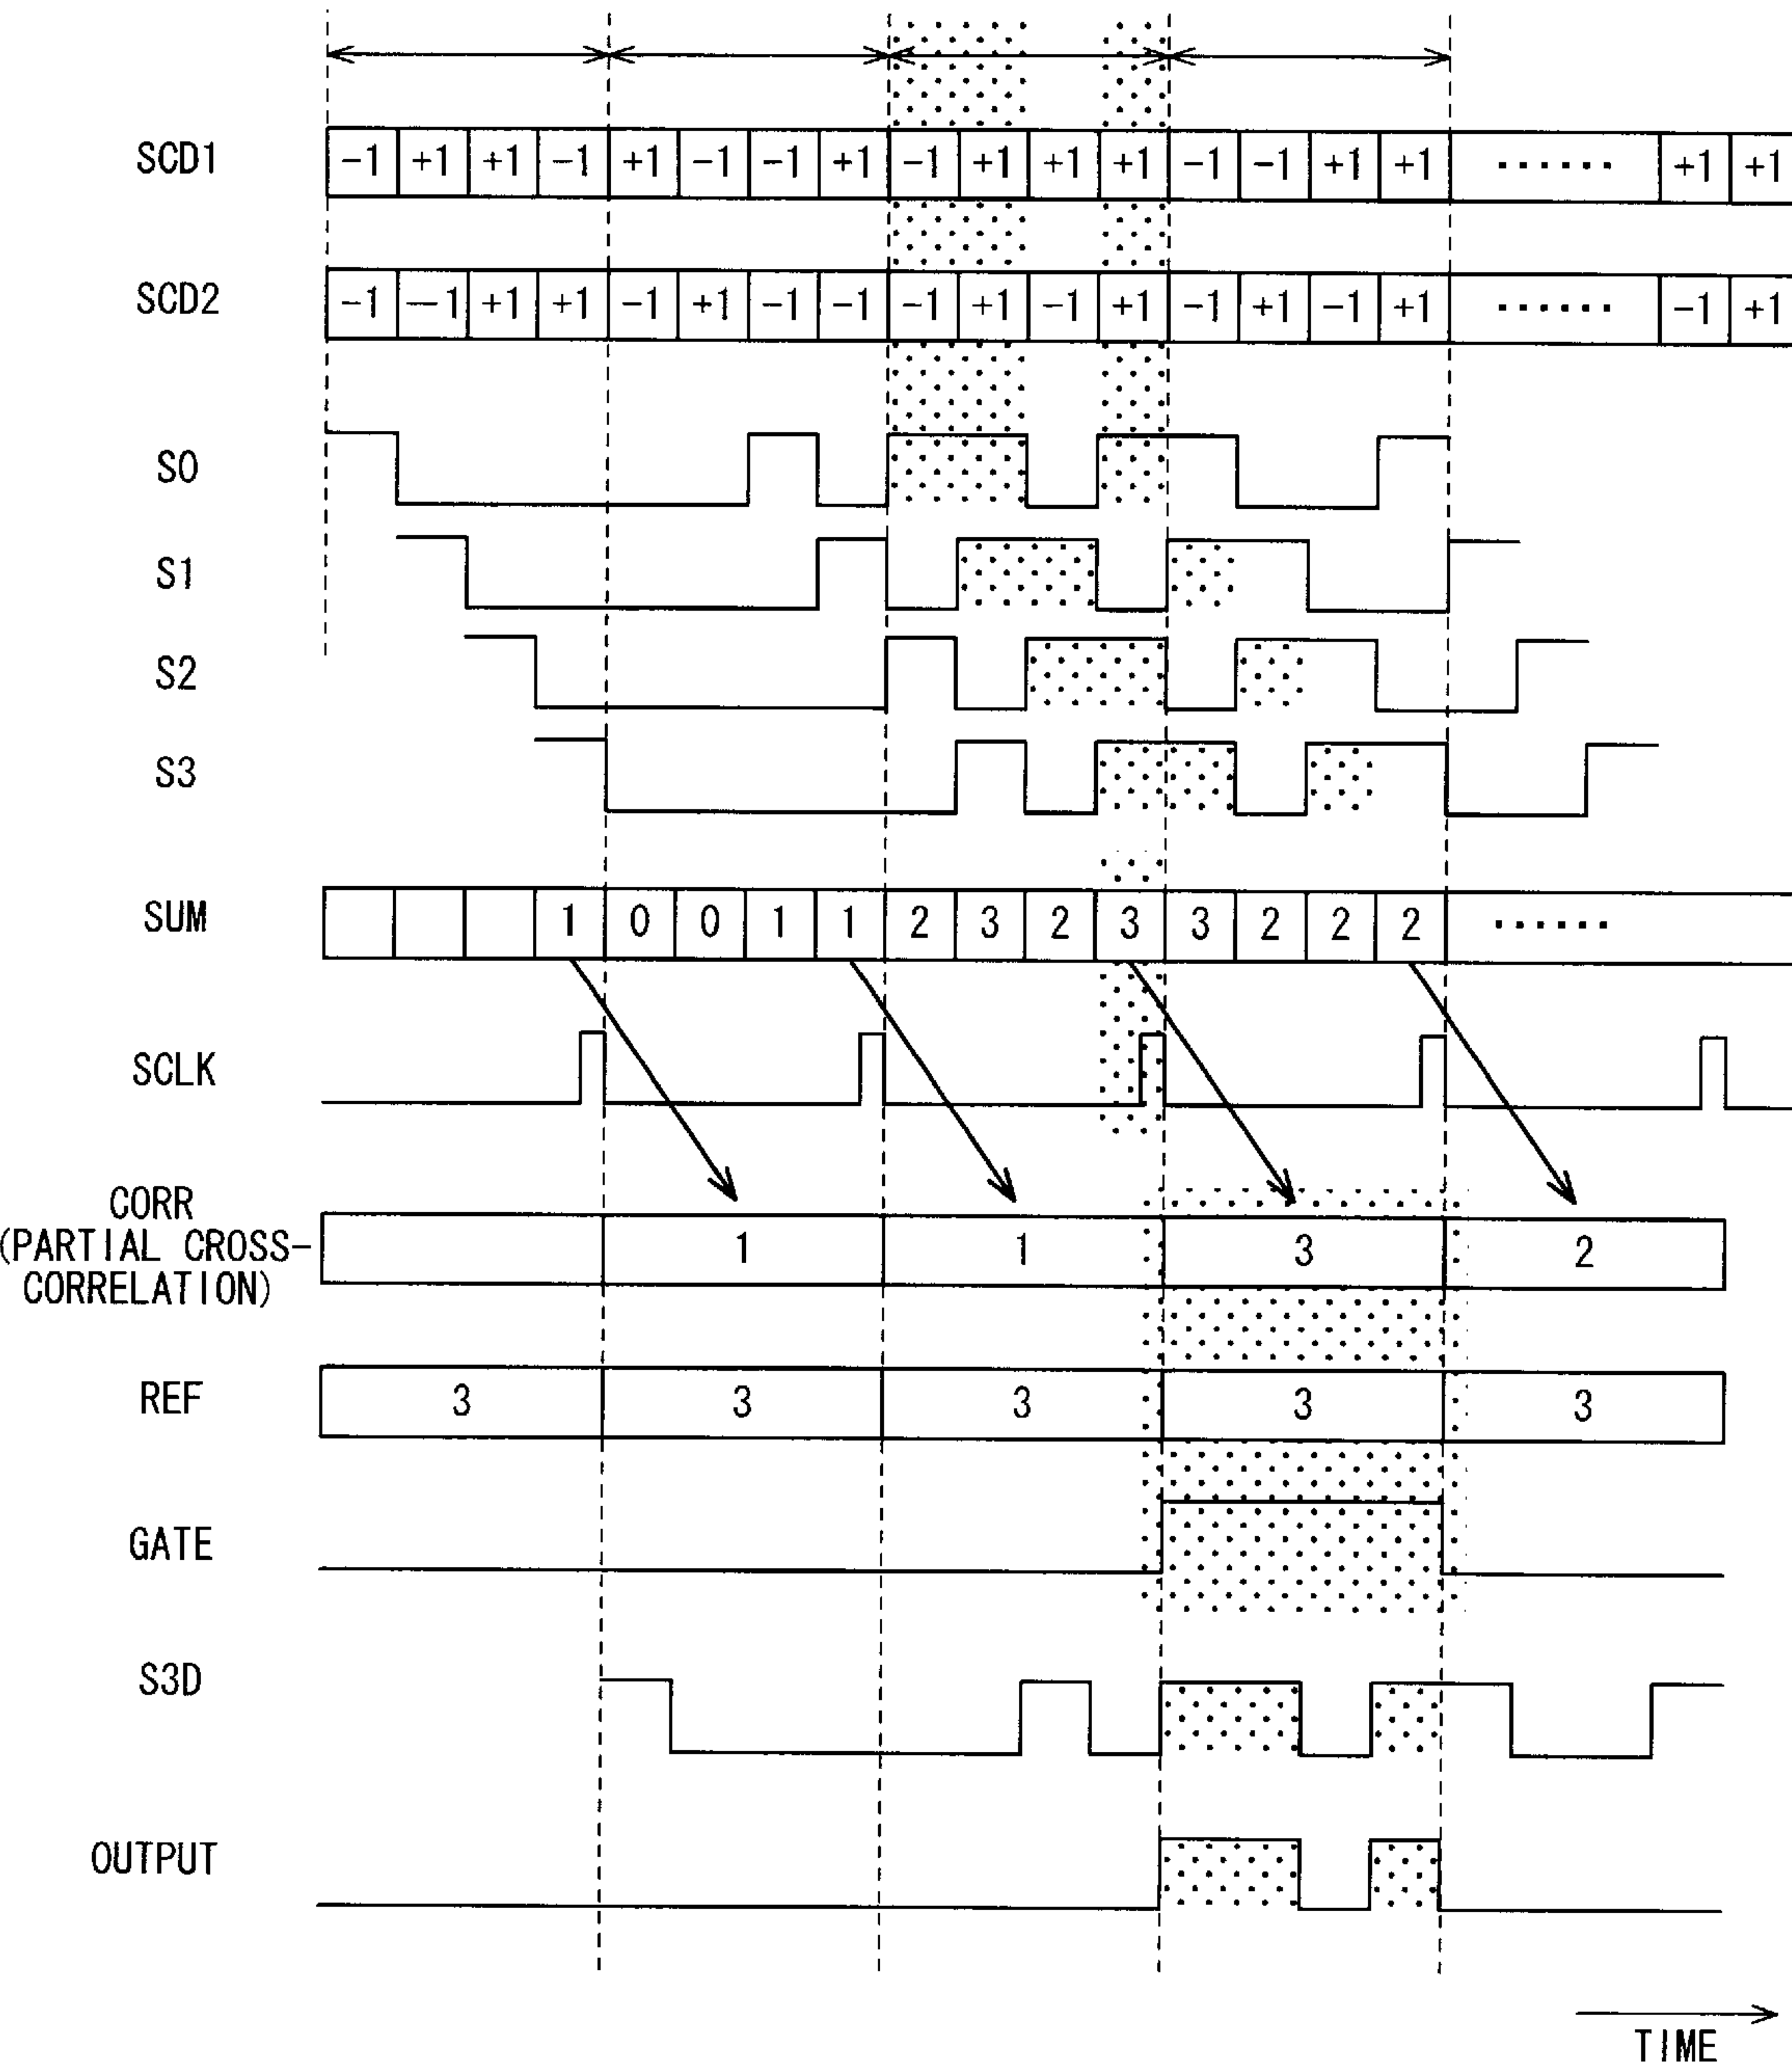 SCD1 -1 +1 +1 -1 +1 -1 -1 +1 -1 +1 +1 +1 -1 -1 +1 +1 ...... +1 +1
SCD2 -1 -1 +1 +1 -1 +1 -1 -1 -1 +1 -1 +1 -1 +1 -1 +1 ...... -1 +1
S0
S1
S2
S3
SUM 1 0 0 1 1 2 3 2 3 3 2 2 2 ......
SCLK
CORR
(PARTIAL CROSS-
CORRELATION) 1 1 3 2
REF 3 3 3 3 3
GATE
S3D
OUTPUT
TIME